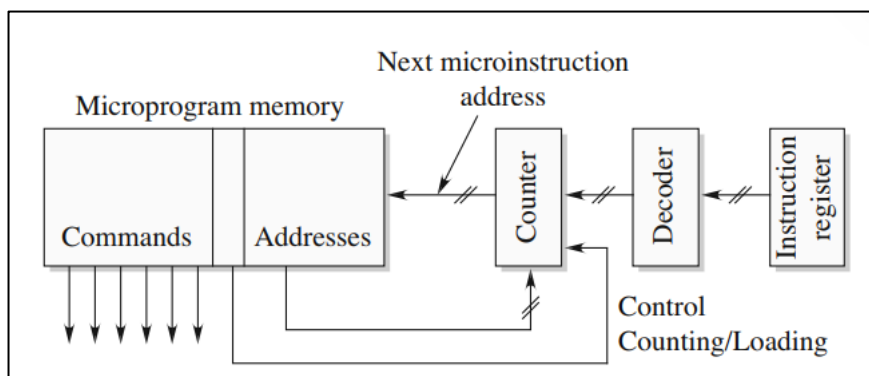 Next microinstruction
address
Microprogram memory
Commands
Addresses
Counter
Decoder
Instruction
register
Control
Counting/Loading